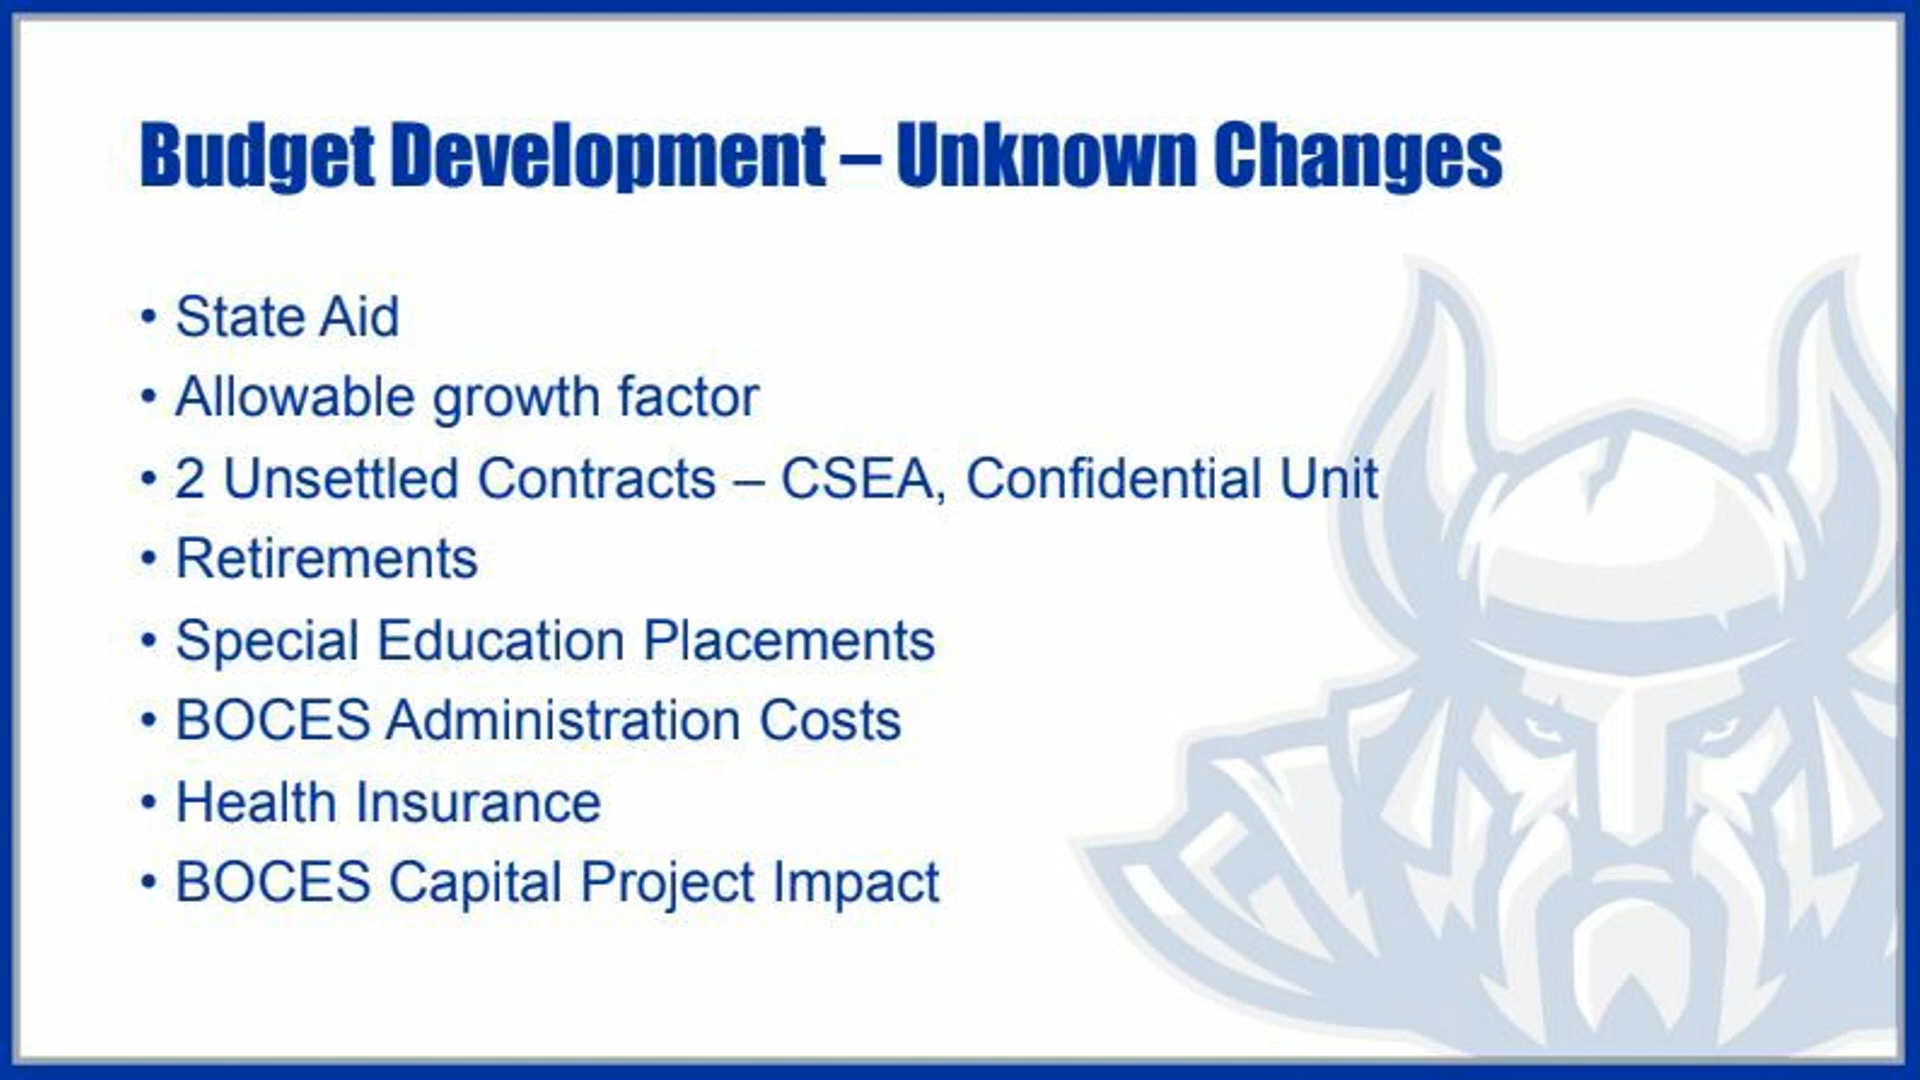 Budget Development – Unknown Changes
• State Aid
• Allowable growth factor
• 2 Unsettled Contracts – CSEA, Confidential Unit
• Retirements
• Special Education Placements
• BOCES Administration Costs
• Health Insurance
• BOCES Capital Project Impact